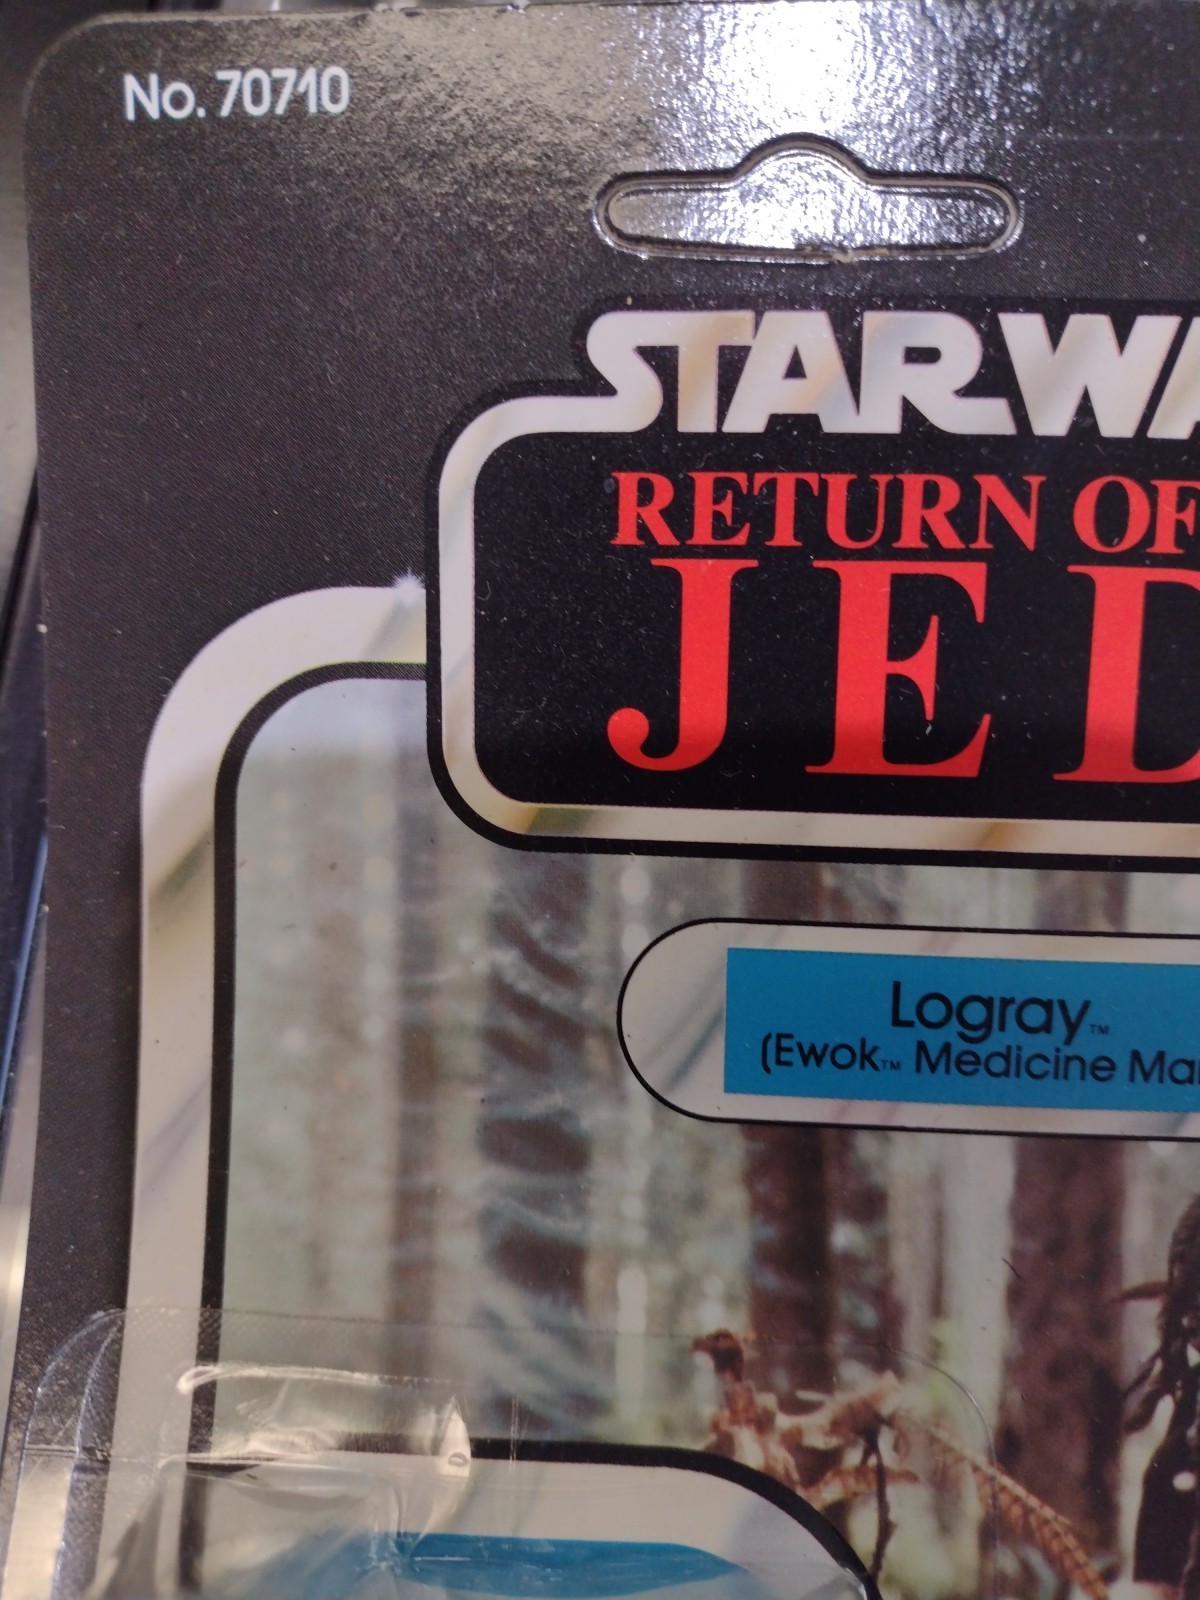 No. 70710
STAR WA
RETURN OF
JED
Logray™
(Ewok™ Medicine Ma